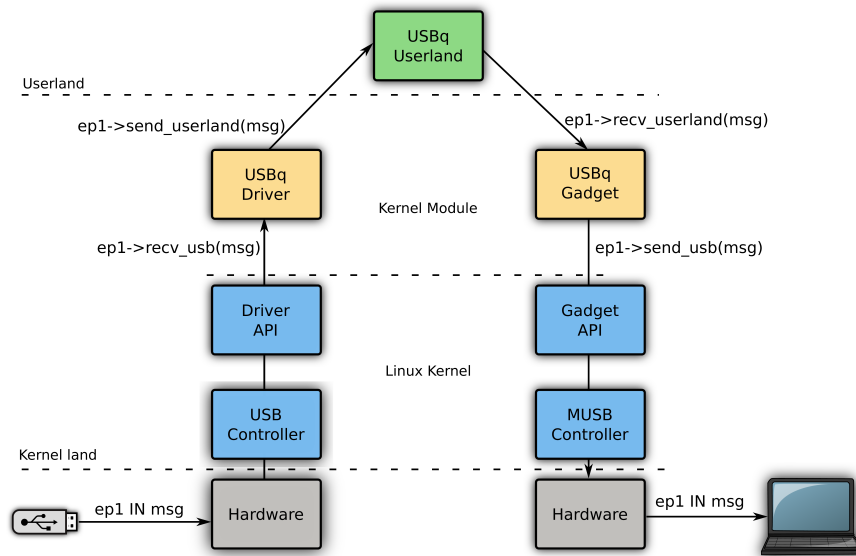 USBq
Userland
Userland
ep1->send_userland(msg)
ep1->recv_userland(msg)
USBq
Driver
USBq
Gadget
Kernel Module
ep1->recv_usb(msg)
ep1->send_usb(msg)
Driver
API
Gadget
API
Linux Kernel
USB
Controller
MUSB
Controller
Kernel land
ep1 IN msg
Hardware
Hardware
ep1 IN msg